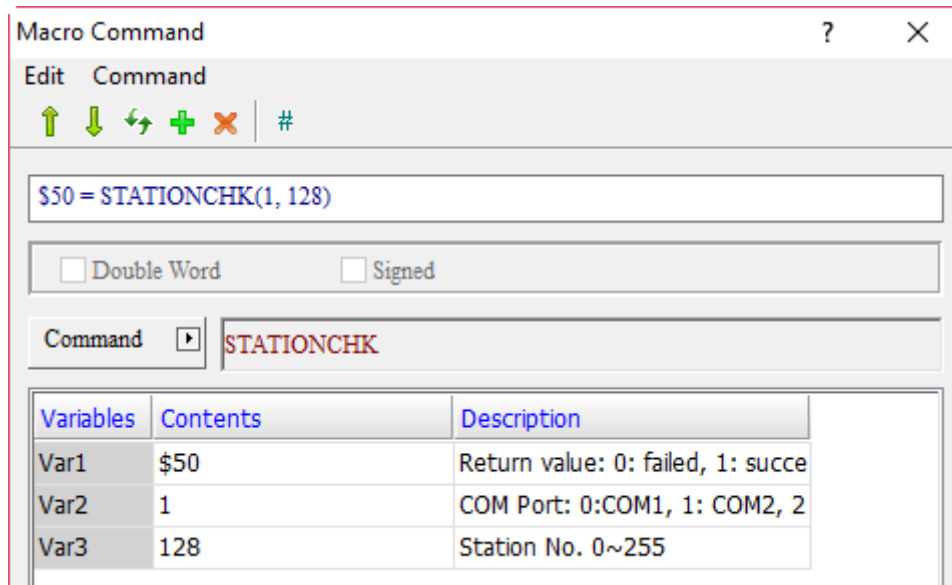 Macro Command ?
Edit Command
#
$50 = STATIONCHK(1, 128)
Double Word Signed
Command STATIONCHK
Variables Contents Description
Var1 $50 Return value: 0: failed, 1: succe
Var2 1 COM Port: 0:COM1, 1: COM2, 2
Var3 128 Station No. 0~255